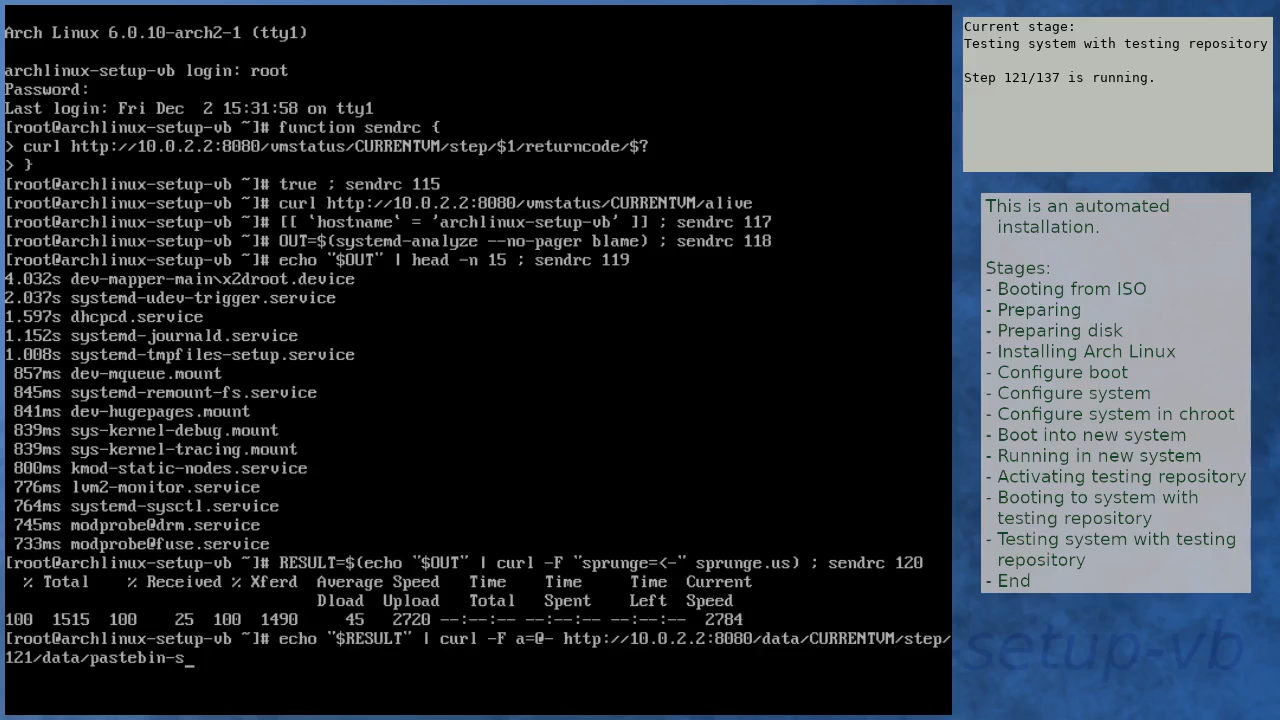 Arch Linux 6.0.10-arch2-1 (tty1)
archlinux-setup-vb login: root
Password:
Last login: Fri Dec  2 15:31:58 on tty1
[root@archlinux-setup-vb ~]# function sendrc {
> curl http://10.0.2.2:8080/vmstatus/CURRENTVM/step/$1/returncode/$?
> }
[root@archlinux-setup-vb ~]# true ; sendrc 115
[root@archlinux-setup-vb ~]# curl http://10.0.2.2:8080/vmstatus/CURRENTVM/alive
[root@archlinux-setup-vb ~]# [[ `hostname` = 'archlinux-setup-vb' ]] ; sendrc 117
[root@archlinux-setup-vb ~]# OUT=$(systemd-analyze --no-pager blame) ; sendrc 118
[root@archlinux-setup-vb ~]# echo "$OUT" | head -n 15 ; sendrc 119
4.032s dev-mapper-main\x2droot.device
2.037s systemd-udev-trigger.service
1.597s dhcpcd.service
1.152s systemd-journald.service
1.008s systemd-tmpfiles-setup.service
 857ms dev-mqueue.mount
 845ms systemd-remount-fs.service
 841ms dev-hugepages.mount
 839ms sys-kernel-debug.mount
 839ms sys-kernel-tracing.mount
 800ms kmod-static-nodes.service
 776ms lvm2-monitor.service
 764ms systemd-sysctl.service
 745ms modprobe@drm.service
 733ms modprobe@fuse.service
[root@archlinux-setup-vb ~]# RESULT=$(echo "$OUT" | curl -F "sprunge=<-" sprunge.us) ; sendrc 120
  % Total    % Received % Xferd  Average Speed   Time    Time     Time  Current
                                 Dload  Upload   Total   Spent    Left  Speed
100  1515  100    25  100  1490     45   2720 --:--:-- --:--:-- --:--:--  2784
[root@archlinux-setup-vb ~]# echo "$RESULT" | curl -F a=@- http://10.0.2.2:8080/data/CURRENTVM/step/
121/data/pastebin-s_
Current stage:
Testing system with testing repository
Step 121/137 is running.
This is an automated
installation.
Stages:
- Booting from ISO
- Preparing
- Preparing disk
- Installing Arch Linux
- Configure boot
- Configure system
- Configure system in chroot
- Boot into new system
- Running in new system
- Activating testing repository
- Booting to system with
testing repository
- Testing system with testing
repository
- End
setup-vb